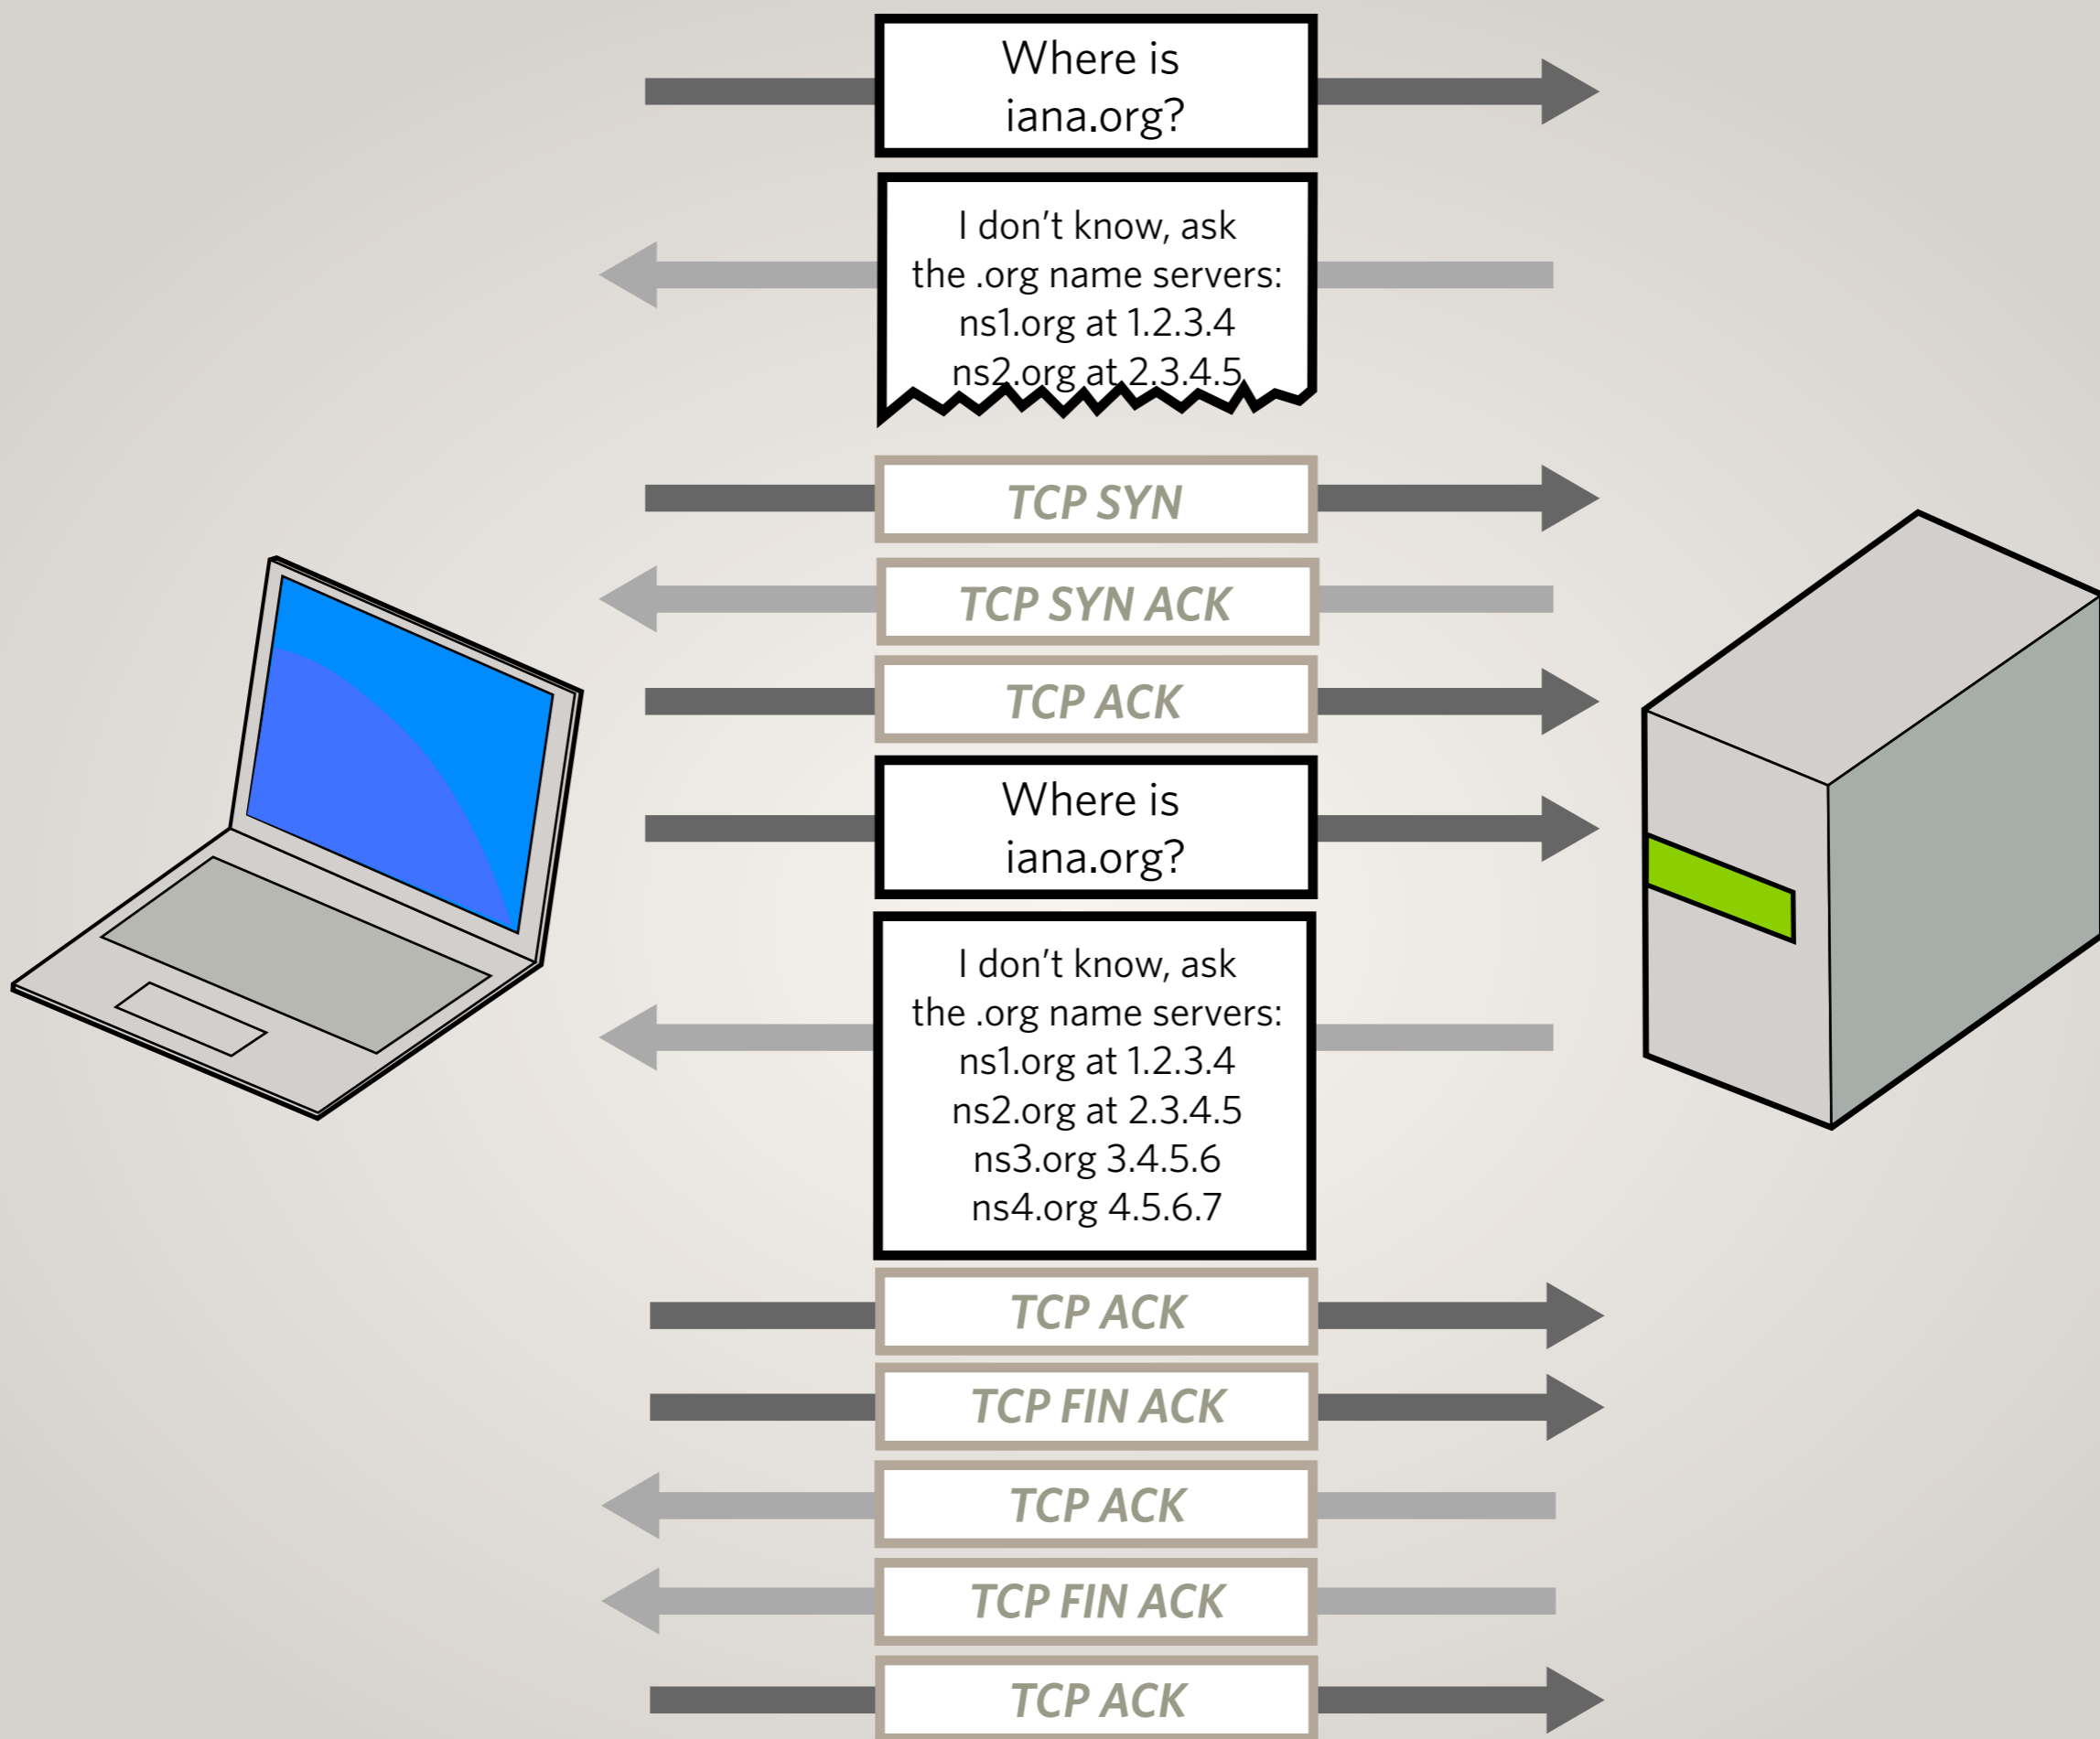 Where is
iana.org?
I don't know, ask
the .org name servers:
ns1.org at 1.2.3.4
ns2.org at 2.3.4.5
TCP SYN
TCP SYN ACK
TCP ACK
Where is
iana.org?
I don't know, ask
the .org name servers:
ns1.org at 1.2.3.4
ns2.org at 2.3.4.5
ns3.org 3.4.5.6
ns4.org 4.5.6.7
TCP ACK
TCP FIN ACK
TCP ACK
TCP FIN ACK
TCP ACK